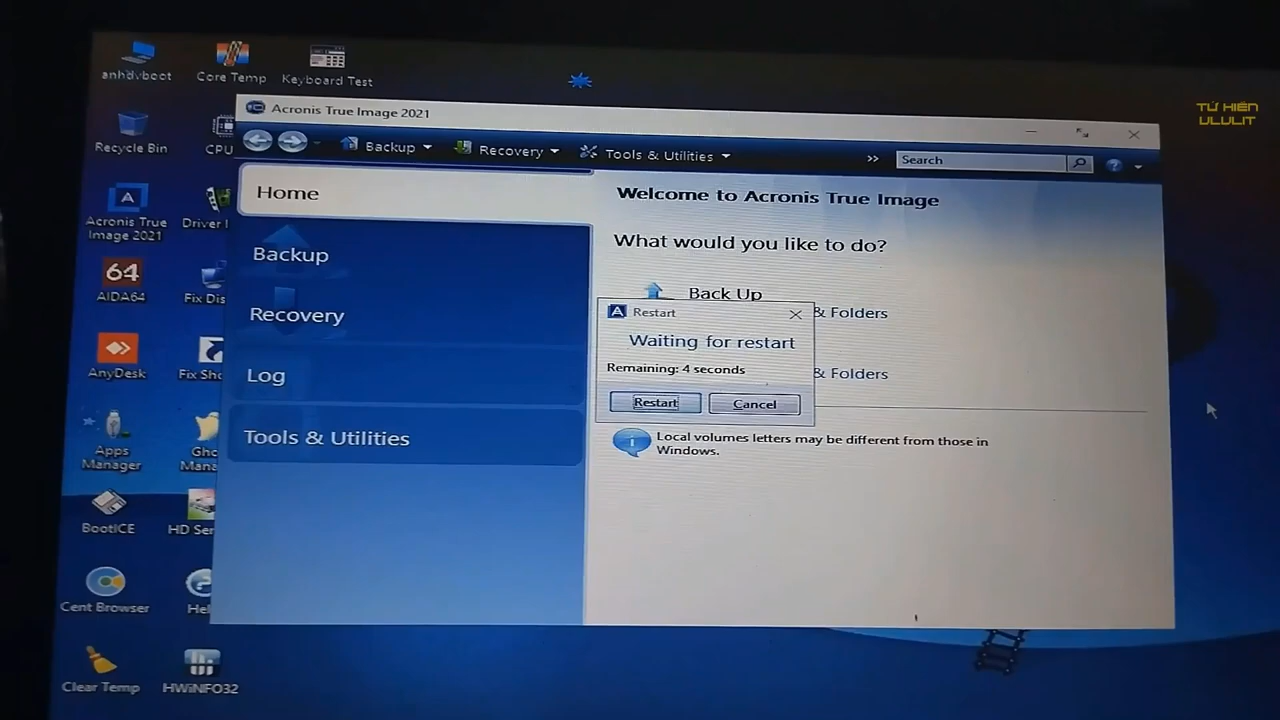 anhdvboot
Core Temp
Keyboard Test
TỨ HIỀN
ULULIT
Acronis True Image 2021
Recycle Bin
CPU
Backup
Recovery
Tools & Utilities
»
Search
Home
Welcome to Acronis True Image
Acronis True
Image 2021
Driver
What would you like to do?
Backup
Back Up
AIDA64
Fix Dis
Restart
& Folders
Recovery
Waiting for restart
AnyDesk
Fix Sho
Log
Remaining: 4 seconds
& Folders
Restart
Cancel
Apps
Manager
Gho
Mana
Tools & Utilities
Local volumes letters may be different from those in
Windows.
BootICE
HD Ser
Cent Browser
Hel
Clear Temp
HWiNFO32